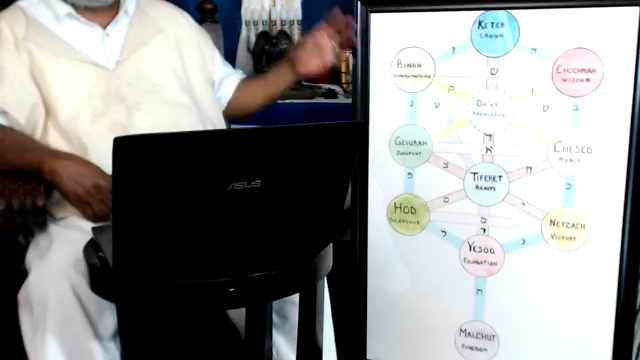 KETER
CROWN
BINAH
UNDERSTANDING
CHOCHMAH
WISDOM
DA'AT
KNOWLEDGE
GEVURAH
JUDGMENT
CHESED
MERCY
TIFERET
BEAUTY
HOD
SPLENDOUR
NETZACH
VICTORY
YESOD
FOUNDATION
MALCHUT
KINGDOM
ASUS
ש
א
ת